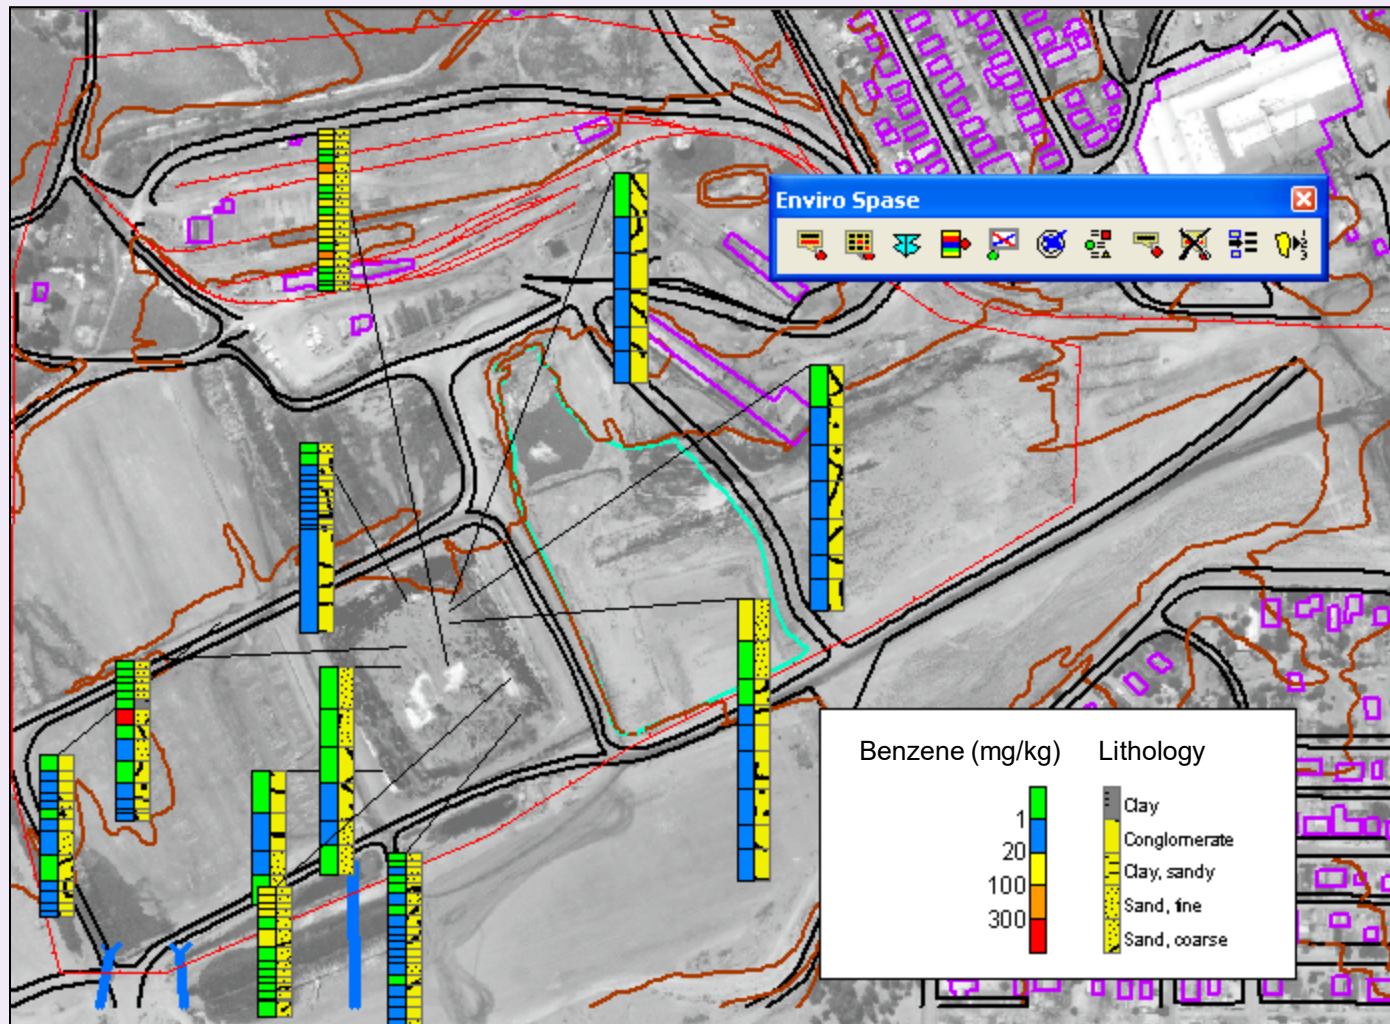 Enviro Spase
Benzene (mg/kg) Lithology
1
20
100
300
Clay
Conglomerate
Clay, sandy
Sand, fine
Sand, coarse